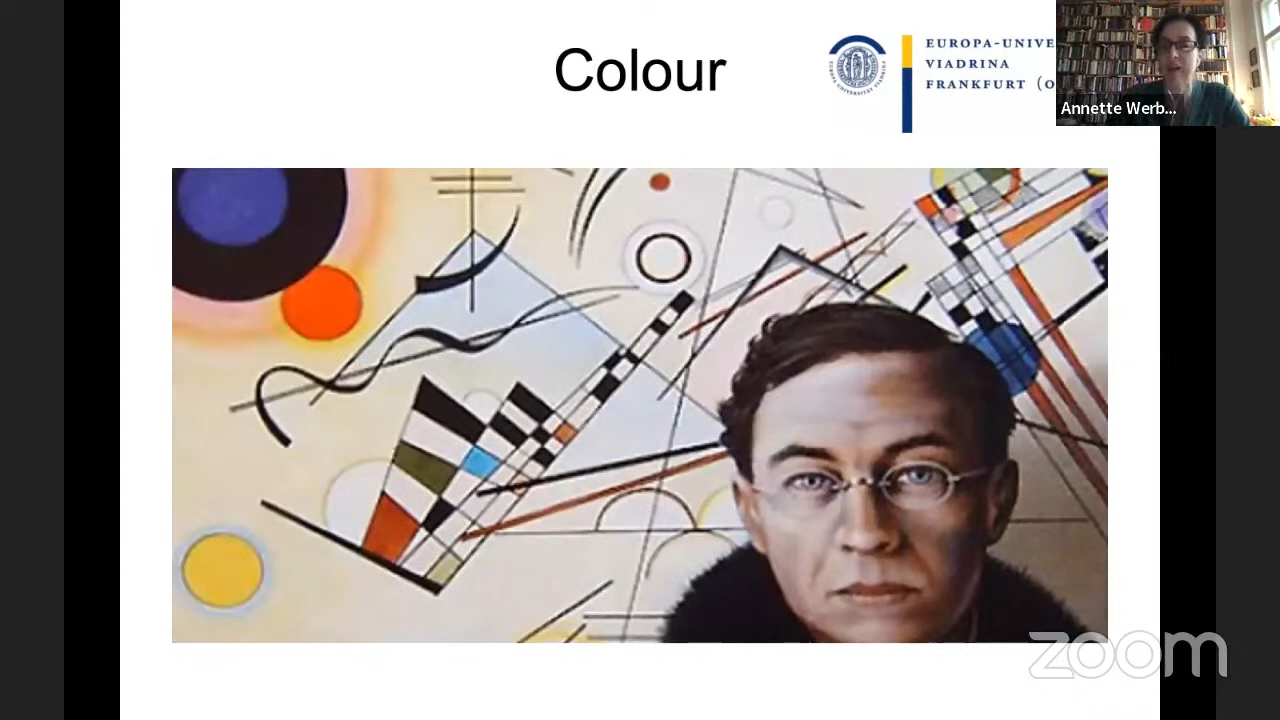 Colour
EUROPA-UNIVE
VIADRINA
FRANKFURT (O
Annette Werb...
zoom